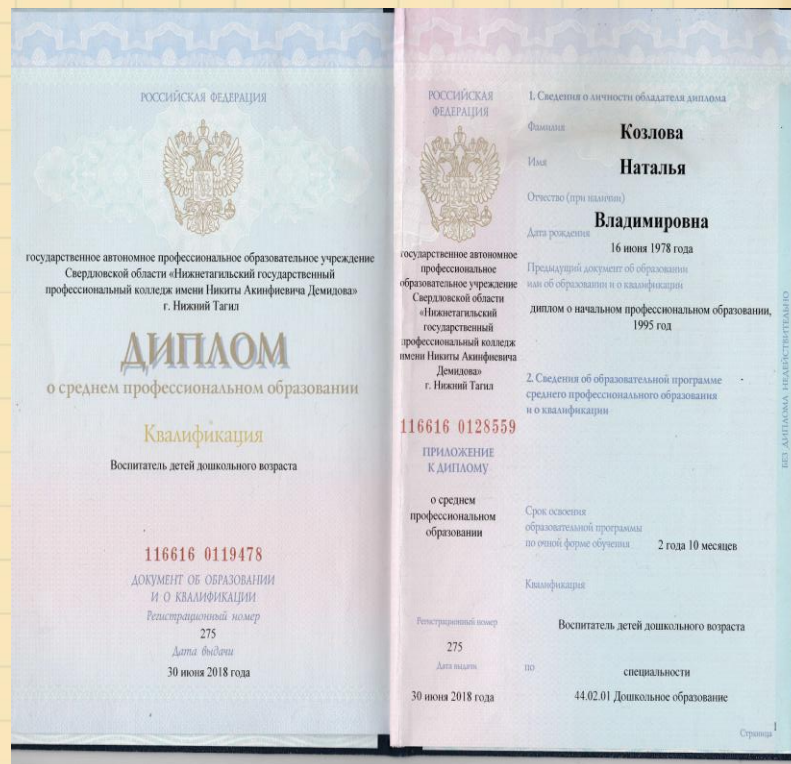 РОССИЙСКАЯ ФЕДЕРАЦИЯ
государственное автономное профессиональное образовательное учреждение
Свердловской области «Нижнетагильский государственный
профессиональный колледж имени Никиты Акинфиевича Демидова»
г. Нижний Тагил
ДИПЛОМ
о среднем профессиональном образовании
Квалификация
Воспитатель детей дошкольного возраста
116616 0119478
ДОКУМЕНТ ОБ ОБРАЗОВАНИИ
И О КВАЛИФИКАЦИИ
Регистрационный номер
275
Дата выдачи
30 июня 2018 года
РОССИЙСКАЯ
ФЕДЕРАЦИЯ
государственное автономное
профессиональное
образовательное учреждение
Свердловской области
«Нижнетагильский
государственный
профессиональный колледж
имени Никиты Акинфиевича
Демидова»
г. Нижний Тагил
116616 0128559
ПРИЛОЖЕНИЕ
К ДИПЛОМУ
о среднем
профессиональном
образовании
Регистрационный номер
275
Дата выдачи
30 июня 2018 года
1. Сведения о личности обладателя диплома
Фамилия
Козлова
Имя
Наталья
Отчество (при наличии)
Владимировна
Дата рождения
16 июня 1978 года
Предыдущий документ об образовании
или об образовании и о квалификации
диплом о начальном профессиональном образовании,
1995 год
2. Сведения об образовательной программе
среднего профессионального образования
и о квалификации
Срок освоения
образовательной программы
по очной форме обучения 2 года 10 месяцев
Квалификация
Воспитатель детей дошкольного возраста
по специальности
44.02.01 Дошкольное образование
Страница 1
БЕЗ ДИПЛОМА НЕДЕЙСТВИТЕЛЬНО